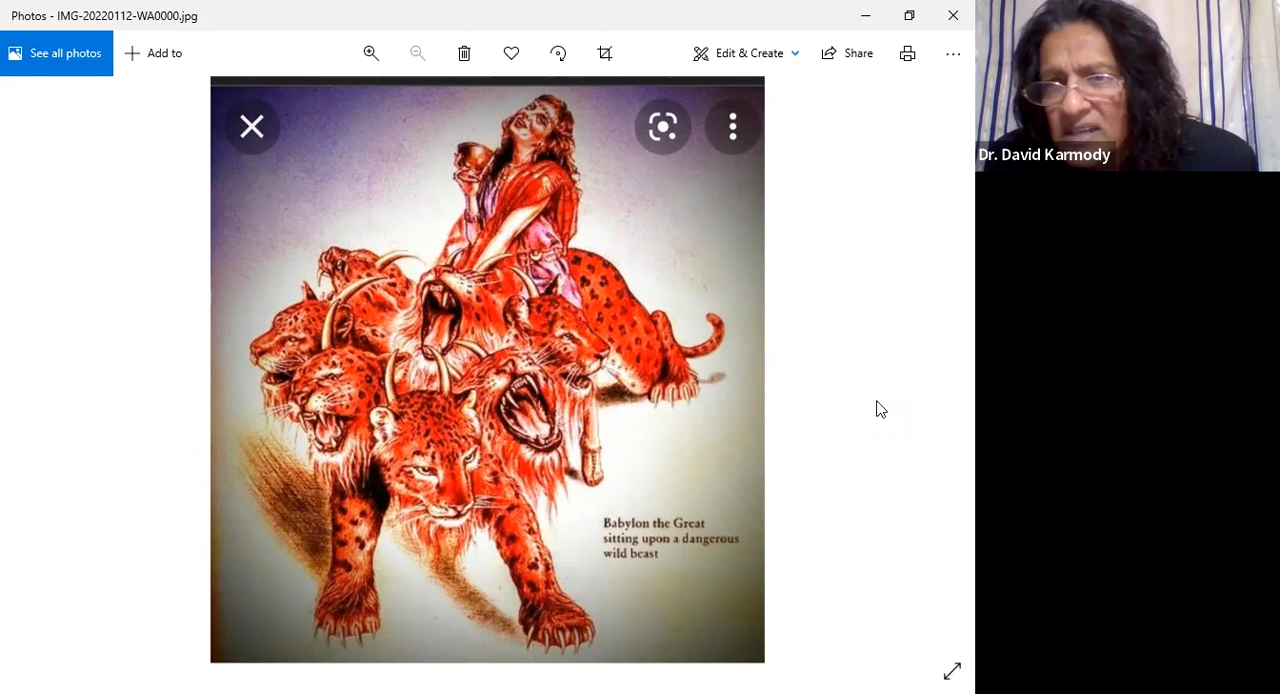 Photos - IMG-20220112-WA0000.jpg
See all photos
Add to
Edit & Create
Share
Dr. David Karmody
Babylon the Great
sitting upon a dangerous
wild beast